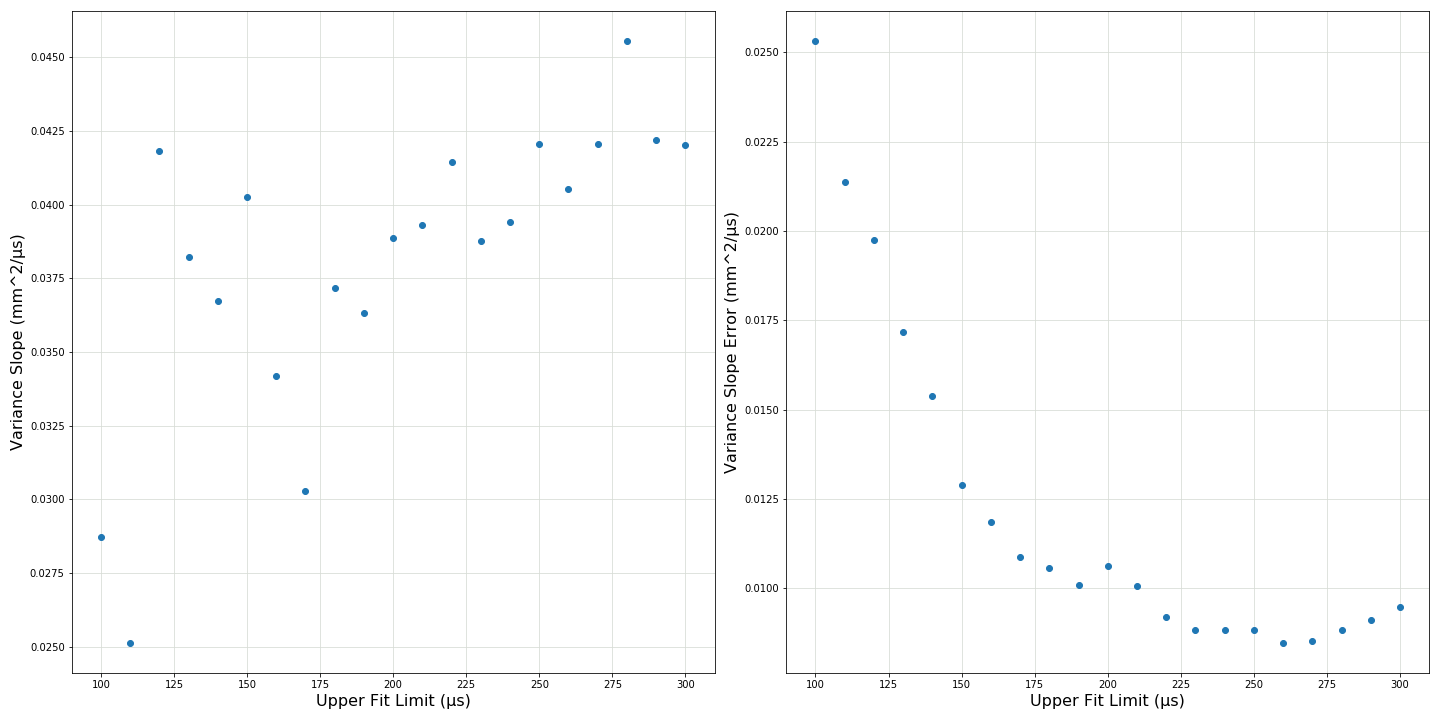 0.0450
0.0425
0.0400
0.0375
0.0350
0.0325
0.0300
0.0275
0.0250
Variance Slope (mm^2/µs)
100 125 150 175 200 225 250 275 300
Upper Fit Limit (µs)
0.0250
0.0225
0.0200
0.0175
0.0150
0.0125
0.0100
Variance Slope Error (mm^2/µs)
100 125 150 175 200 225 250 275 300
Upper Fit Limit (µs)